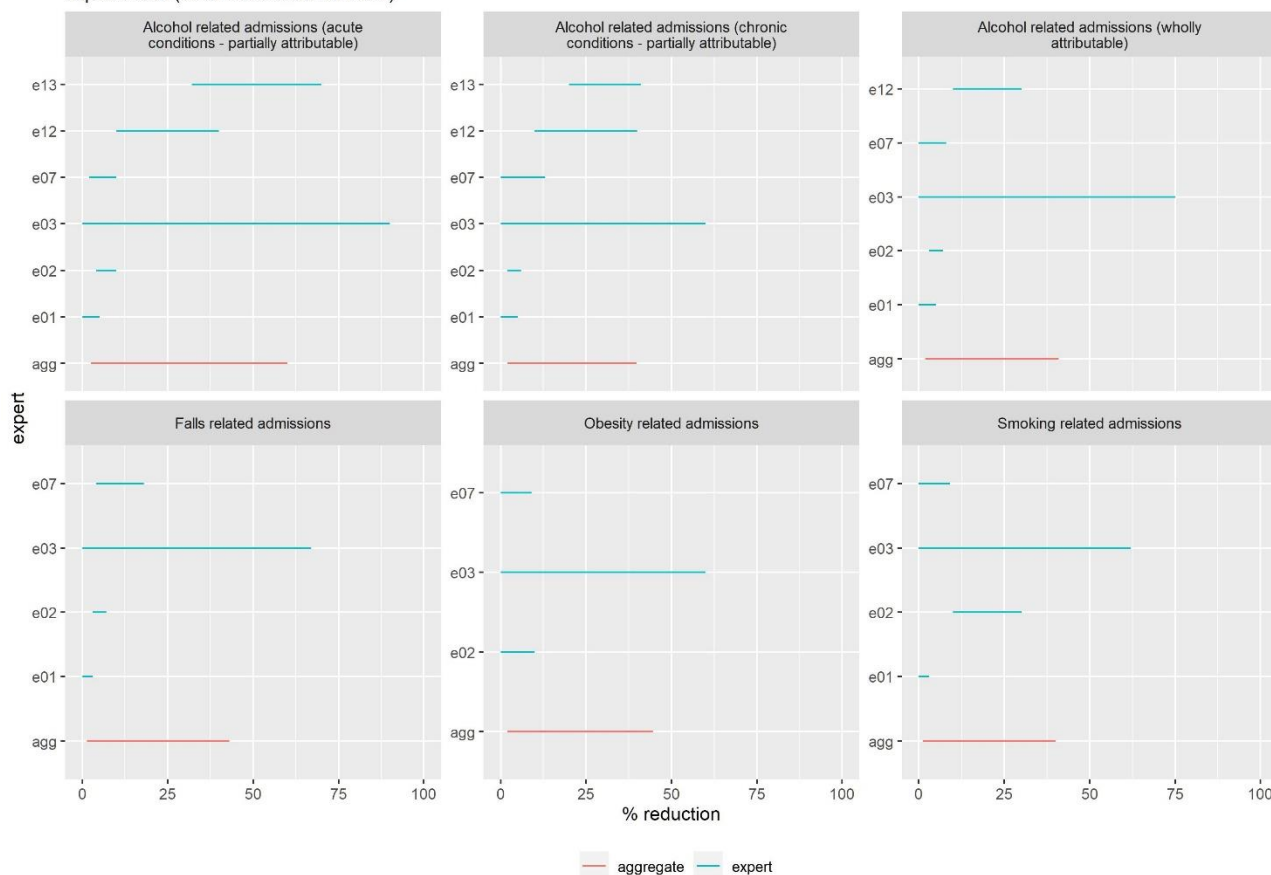 Alcohol related admissions (acute
conditions - partially attributable)
Alcohol related admissions (chronic
conditions - partially attributable)
Alcohol related admissions (wholly
attributable)
e13
e12
e07
e03
e02
e01
agg
e13
e12
e07
e03
e02
e01
agg
e12
e07
e03
e02
e01
agg
expert
Falls related admissions
Obesity related admissions
Smoking related admissions
e07
e03
e02
e01
agg
e07
e03
e02
agg
e07
e03
e02
e01
agg
0 25 50 75 100
0 25 50 75 100
0 25 50 75 100
% reduction
aggregate expert